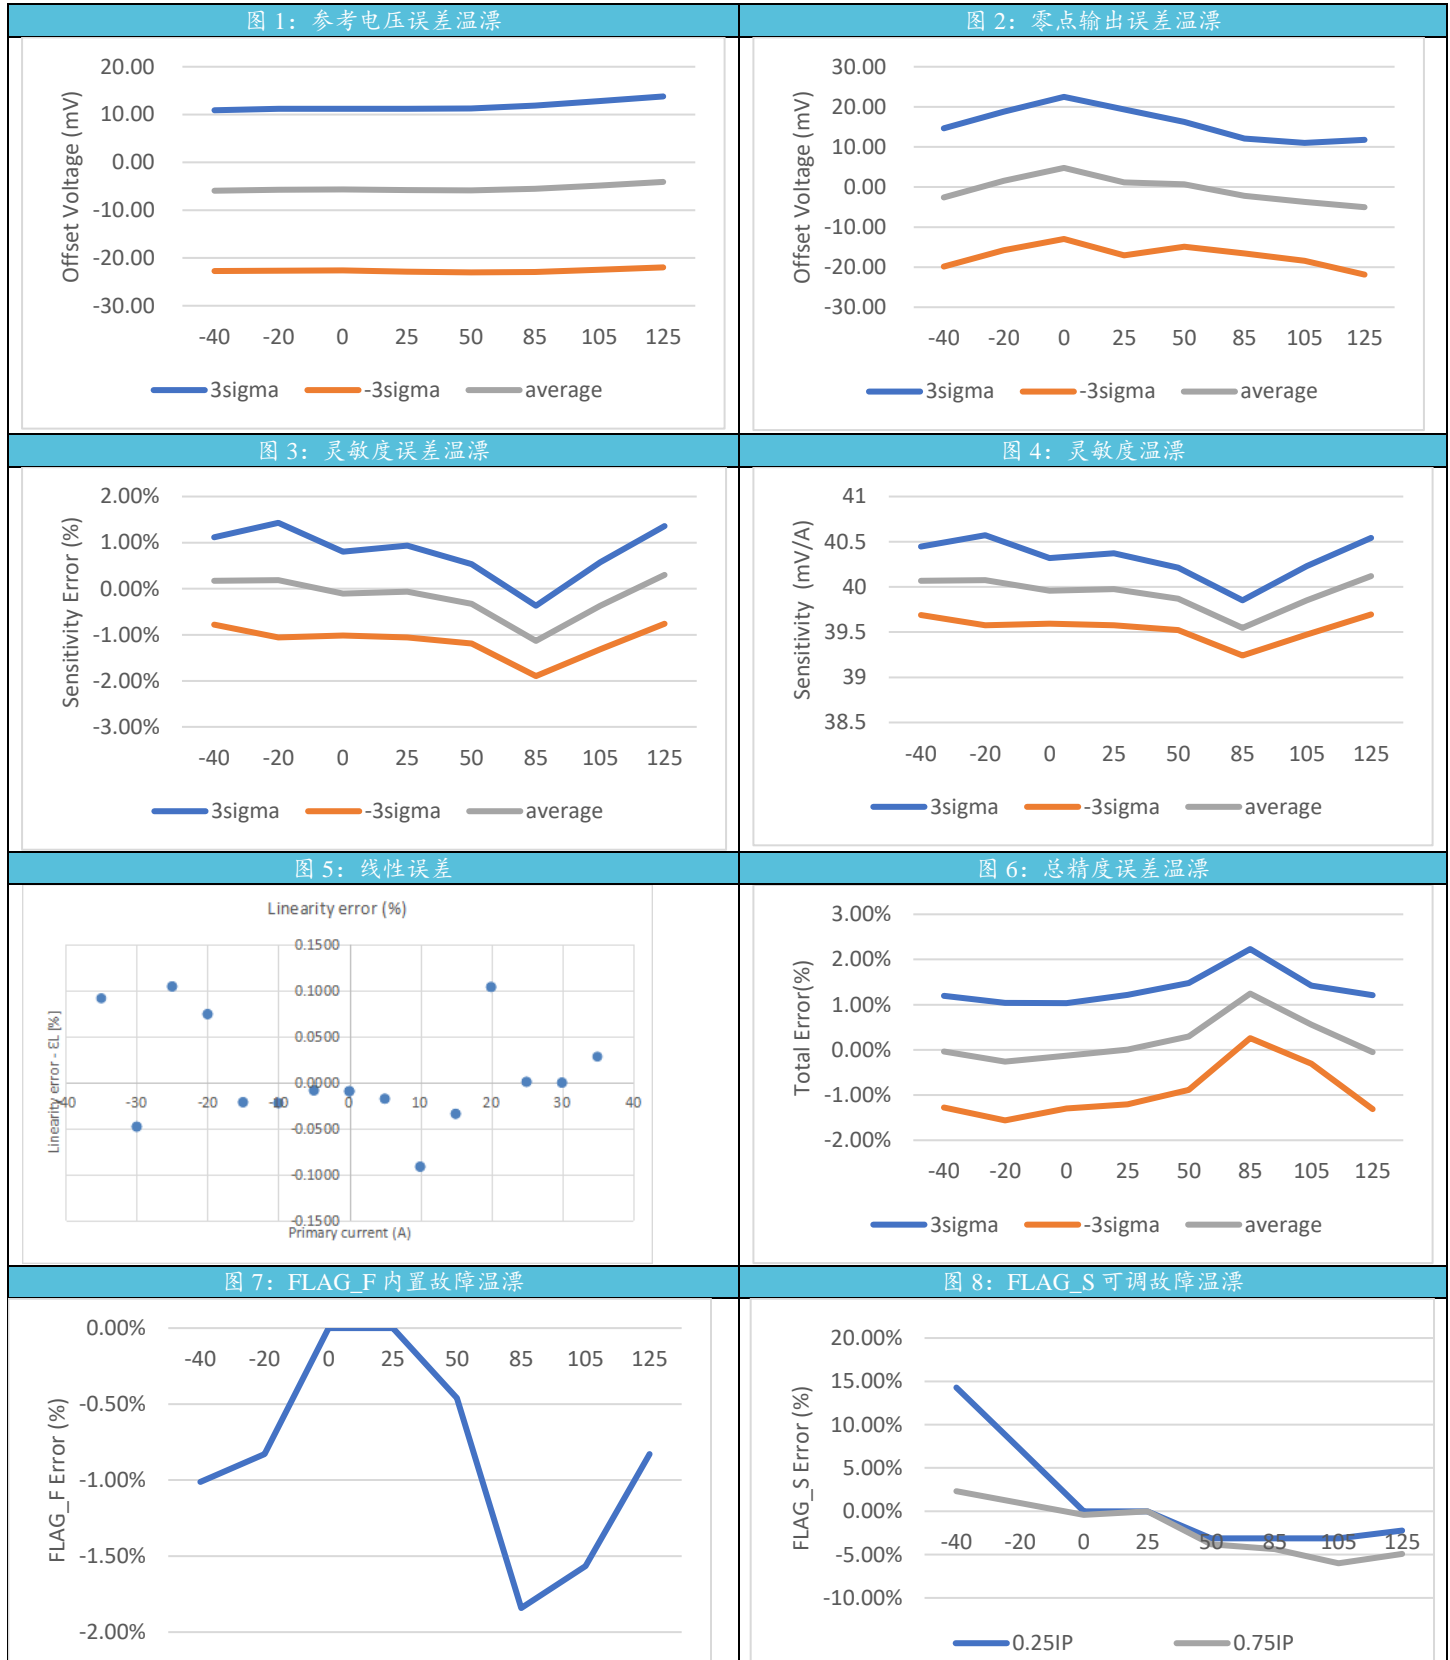 图 1：参考电压误差温漂
图 2：零点输出误差温漂
20.00
10.00
0.00
-10.00
-20.00
-30.00
Offset Voltage (mV)
-40 -20 0 25 50 85 105 125
3sigma -3sigma average
30.00
20.00
10.00
0.00
-10.00
-20.00
-30.00
Offset Voltage (mV)
-40 -20 0 25 50 85 105 125
3sigma -3sigma average
图 3：灵敏度误差温漂
图 4：灵敏度温漂
2.00%
1.00%
0.00%
-1.00%
-2.00%
-3.00%
Sensitivity Error (%)
-40 -20 0 25 50 85 105 125
3sigma -3sigma average
41
40.5
40
39.5
39
38.5
Sensitivity (mV/A)
-40 -20 0 25 50 85 105 125
3sigma -3sigma average
图 5：线性误差
图 6：总精度误差温漂
Linearity error (%)
0.1500
0.1000
0.0500
0.0000
-0.0500
-0.1000
-0.1500
Linearity error - εL [%]
-40 -30 -20 -10 0 10 20 30 40
Primary current (A)
3.00%
2.00%
1.00%
0.00%
-1.00%
-2.00%
Total Error(%)
-40 -20 0 25 50 85 105 125
3sigma -3sigma average
图 7：FLAG_F 内置故障温漂
图 8：FLAG_S 可调故障温漂
0.00%
-0.50%
-1.00%
-1.50%
-2.00%
FLAG_F Error (%)
-40 -20 0 25 50 85 105 125
20.00%
15.00%
10.00%
5.00%
0.00%
-5.00%
-10.00%
FLAG_S Error (%)
-40 -20 0 25 50 85 105 125
0.25IP 0.75IP